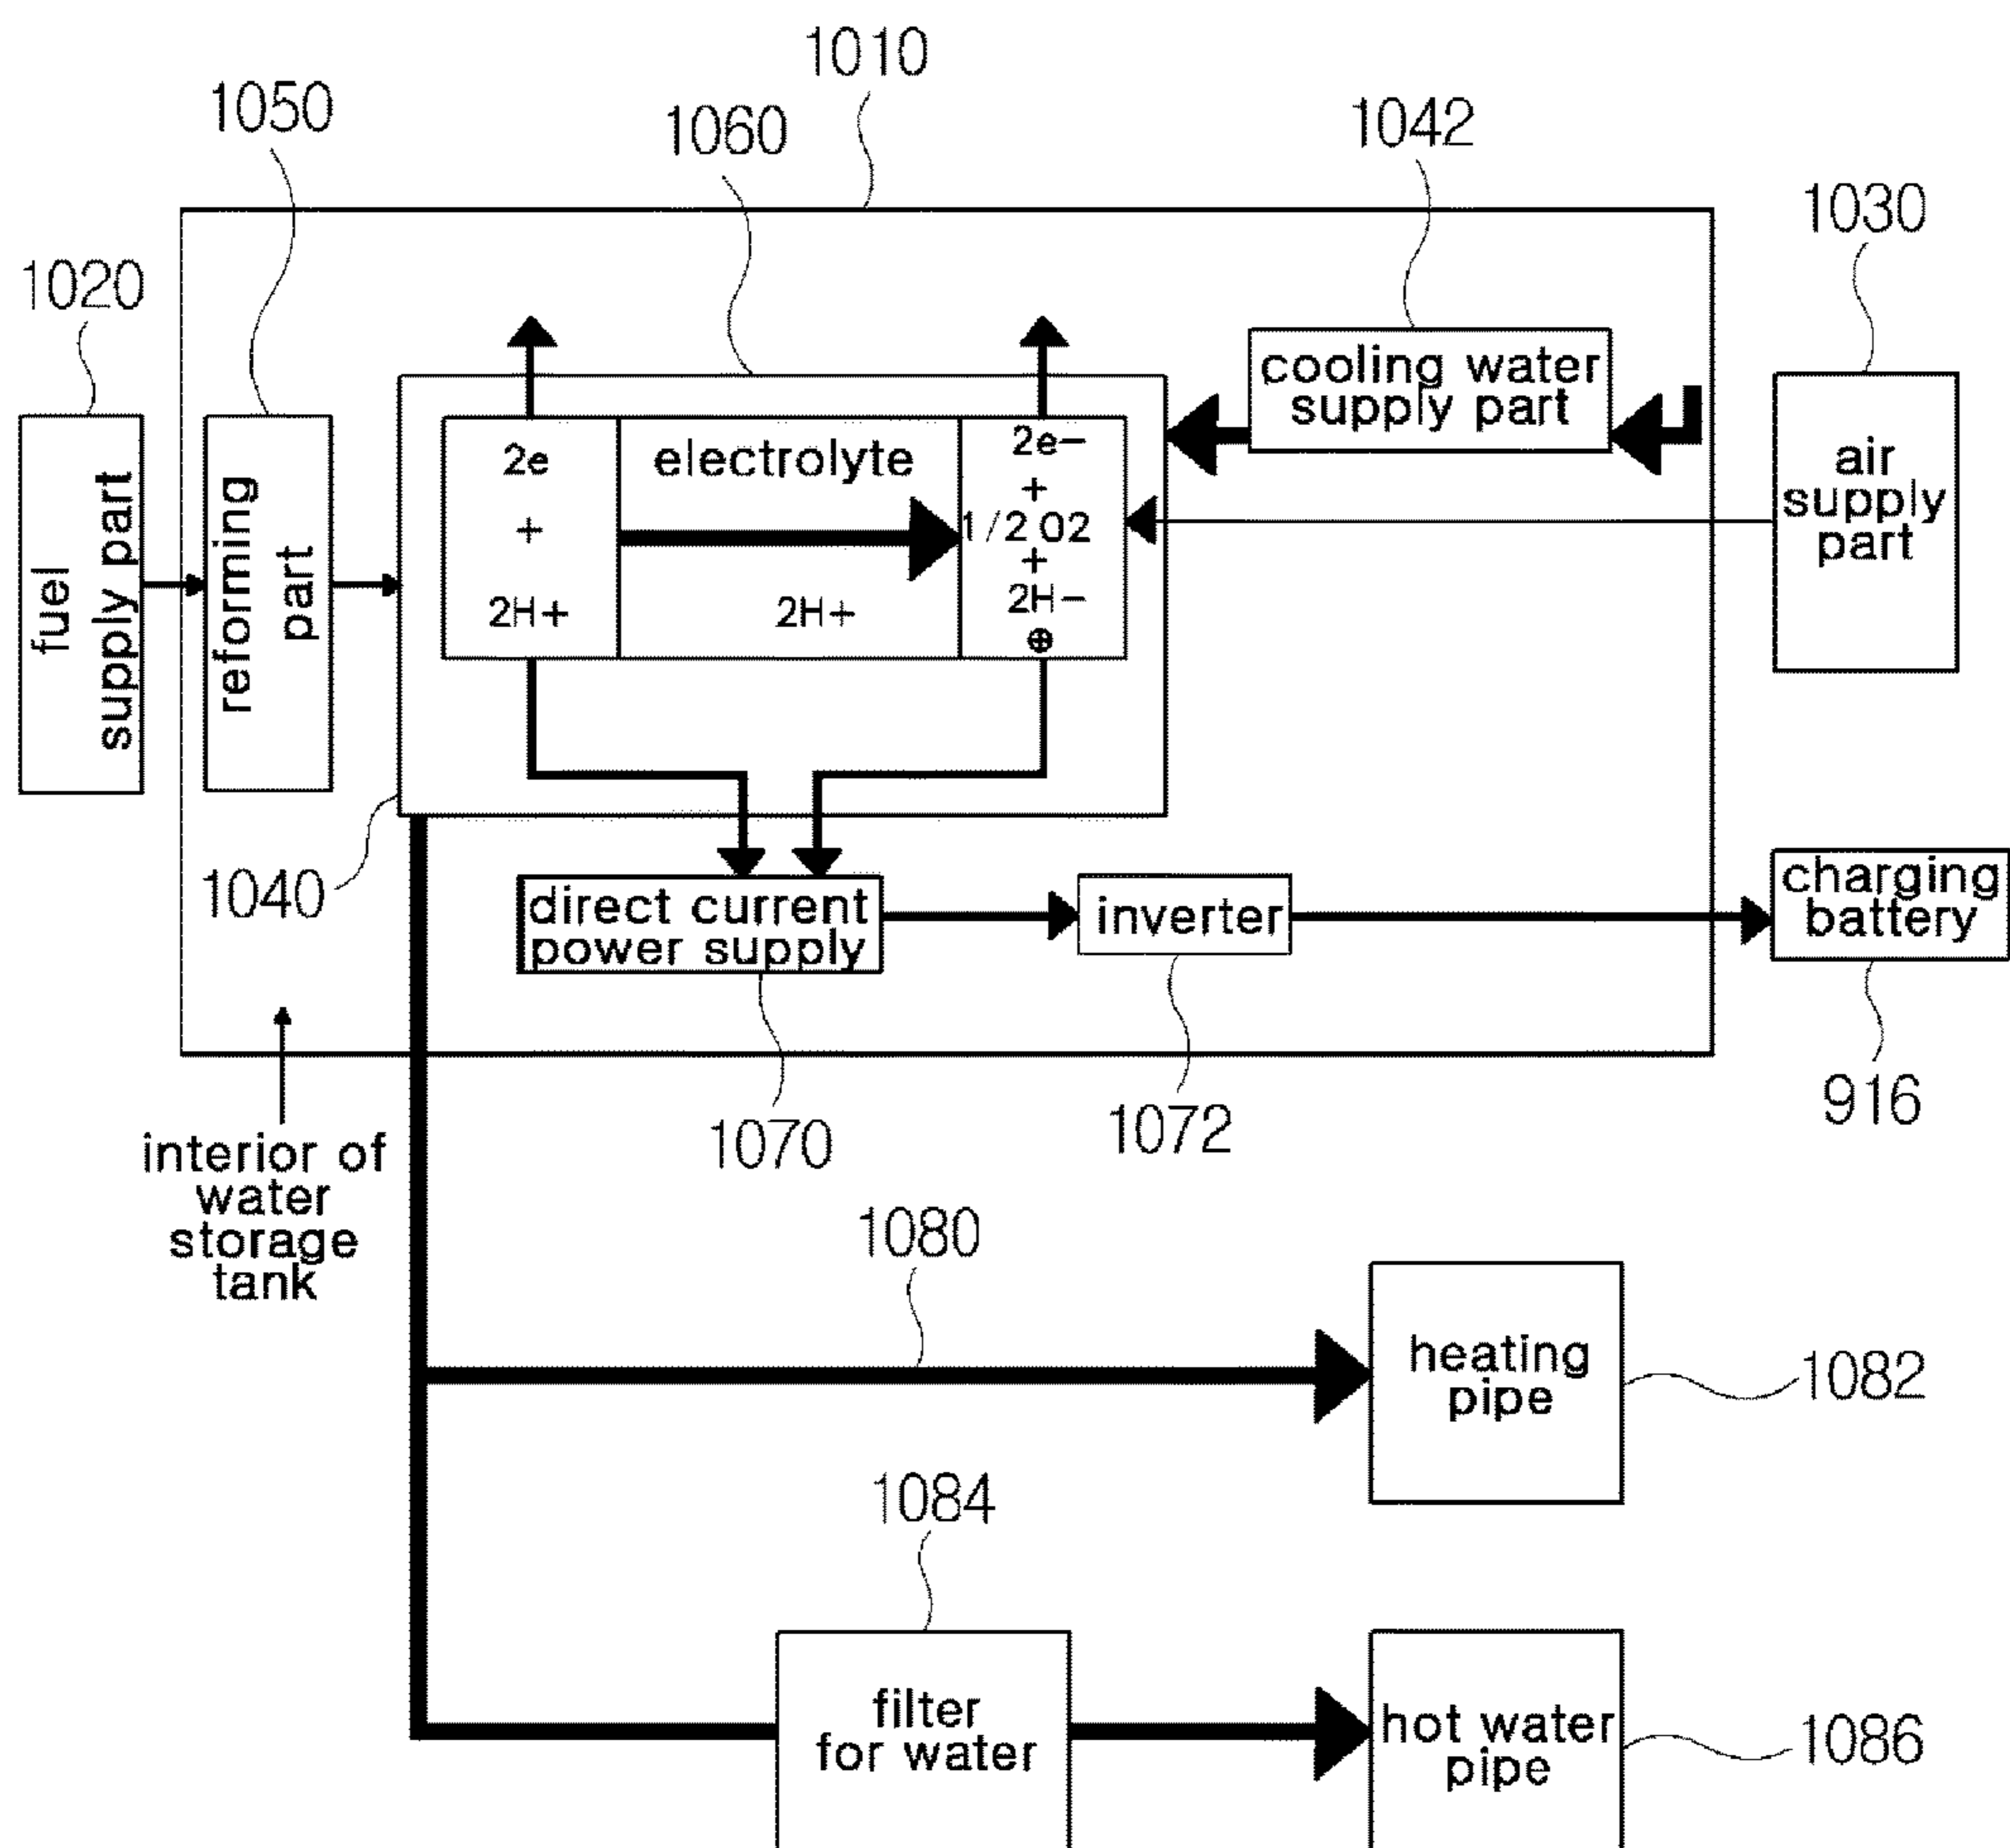 1010
1050
1060
1042
1030
1020
cooling water
supply part
air
supply
part
fuel
supply part
reforming
part
2e
+
2H+
electrolyte
2H+
2e-
+
1/2 O2
+
2H-
⊕
1040
direct current
power supply
inverter
charging
battery
1070
1072
916
interior of
water
storage
tank
1080
heating
pipe
1082
1084
filter
for water
hot water
pipe
1086